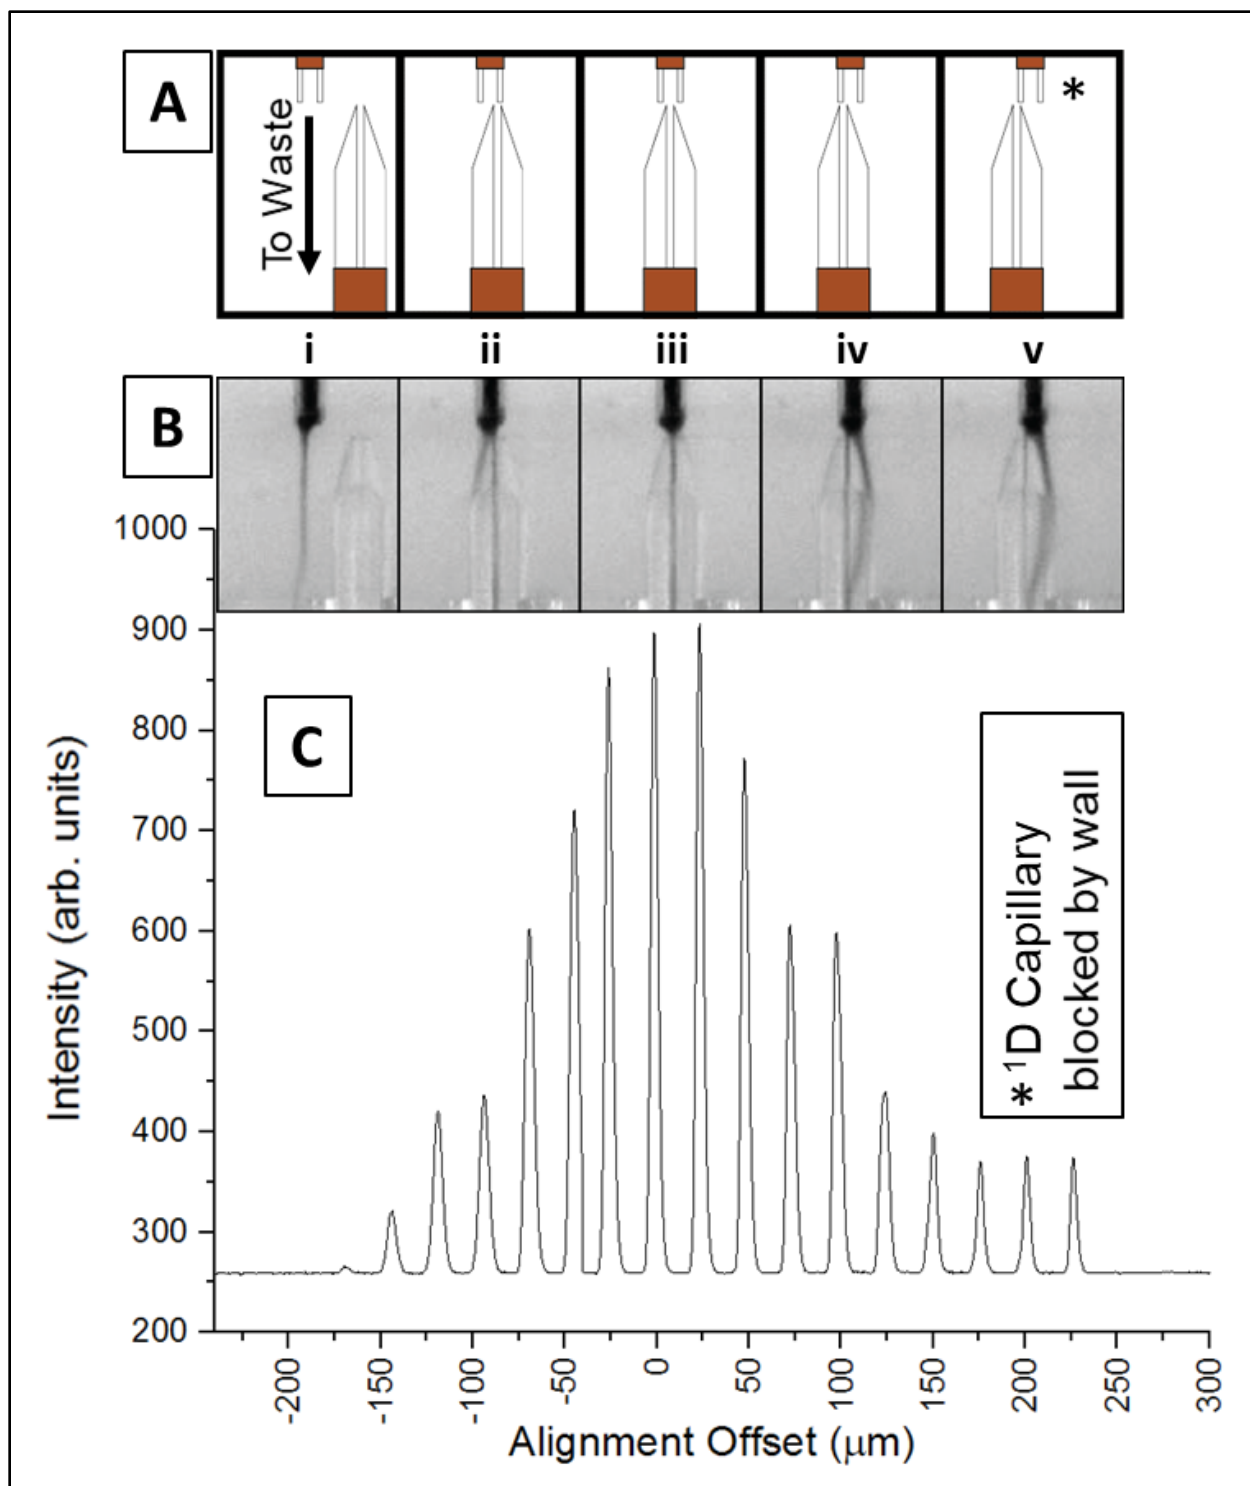 A
To Waste
*
i
ii
iii
iv
v
B
1000
900
800
700
600
500
400
300
200
Intensity (arb. units)
C
*¹D Capillary
blocked by wall
-200
-150
-100
-50
0
50
100
150
200
250
300
Alignment Offset (μm)